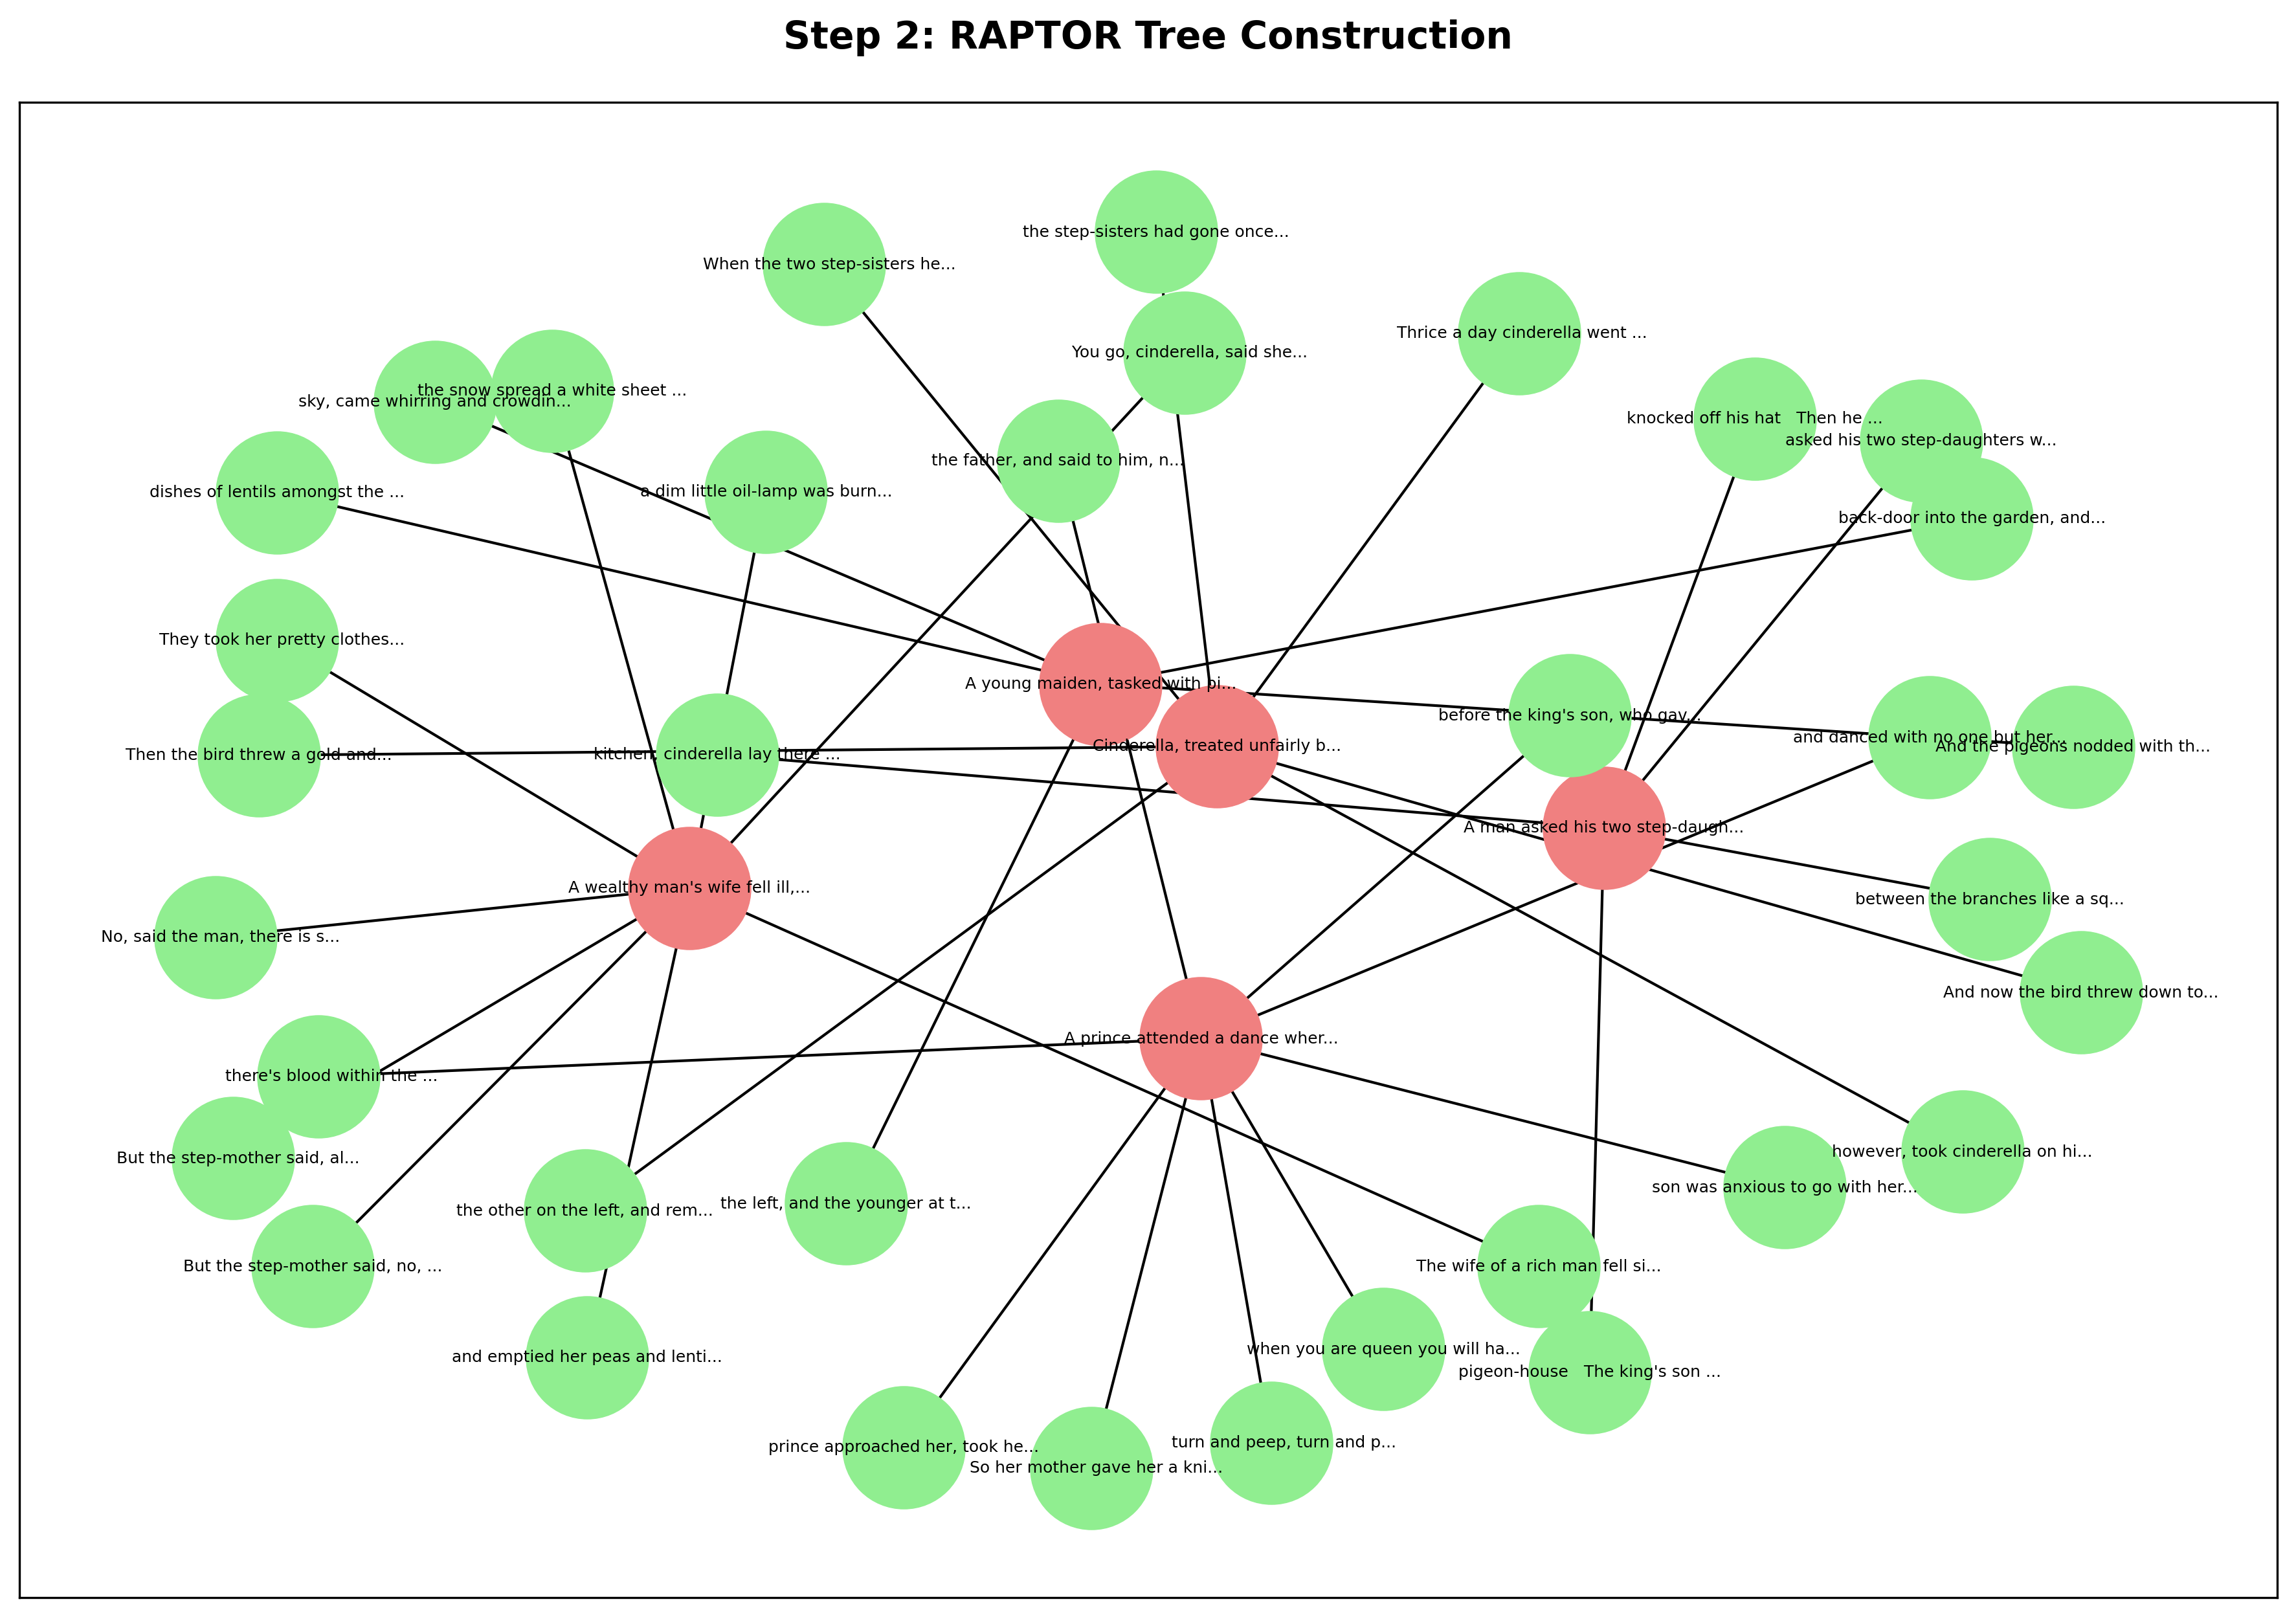 Step 2: RAPTOR Tree Construction
the step-sisters had gone once...
When the two step-sisters he...
Thrice a day cinderella went ...
You go, cinderella, said she...
the snow spread a white sheet ...
sky, came whirring and crowdin...
knocked off his hat   Then he ...
asked his two step-daughters w...
the father, and said to him, n...
dishes of lentils amongst the ...
a dim little oil-lamp was burn...
back-door into the garden, and...
They took her pretty clothes...
A young maiden, tasked with pi...
before the king's son, who gav...
and danced with no one but her...
And the pigeons nodded with th...
Then the bird threw a gold and...
kitchen, cinderella lay there ...
Cinderella, treated unfairly b...
A man asked his two step-daugh...
A wealthy man's wife fell ill,...
between the branches like a sq...
No, said the man, there is s...
And now the bird threw down to...
A prince attended a dance wher...
there's blood within the ...
But the step-mother said, al...
however, took cinderella on hi...
son was anxious to go with her...
the other on the left, and rem...
the left, and the younger at t...
But the step-mother said, no, ...
The wife of a rich man fell si...
and emptied her peas and lenti...
when you are queen you will ha...
pigeon-house   The king's son ...
prince approached her, took he...
turn and peep, turn and p...
So her mother gave her a kni...